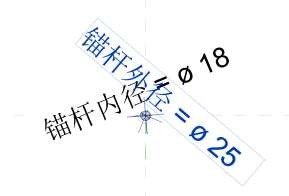 锚杆外径 = ø 25
锚杆内径 = ø 18